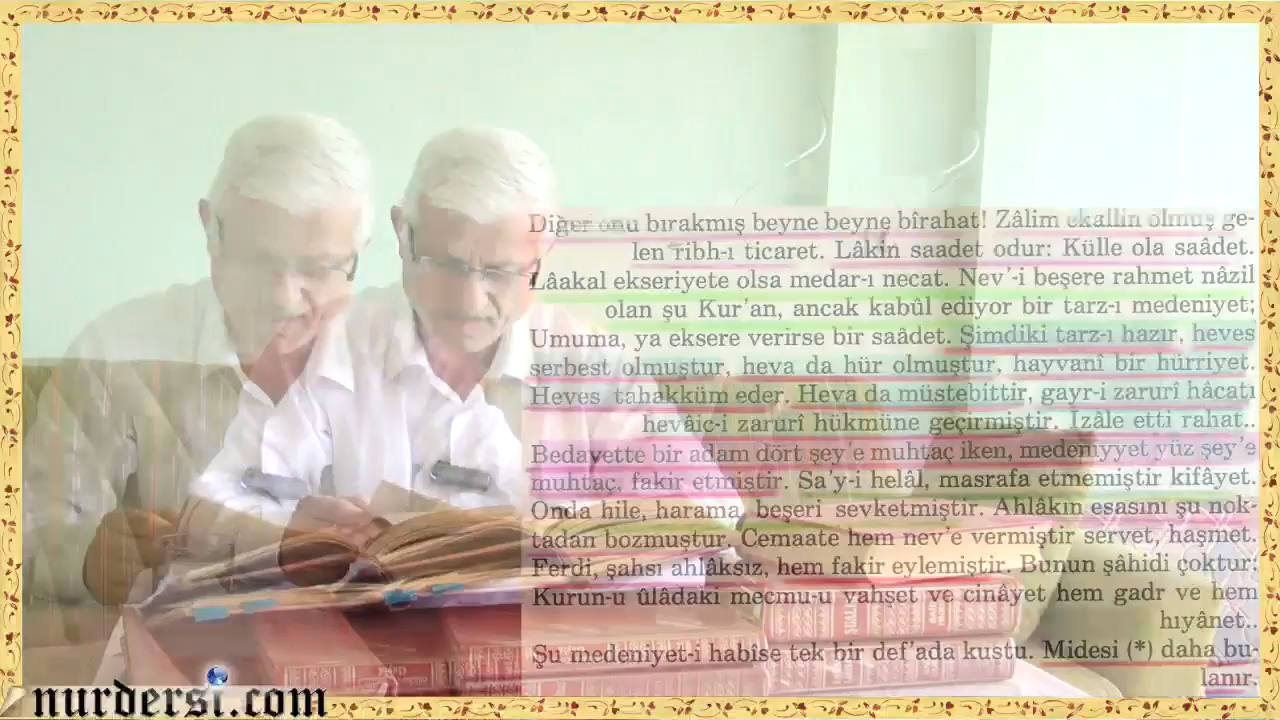 Diğer onu bırakmış beyne beyne bîrahat! Zâlim ekallin olmuş ge-
len ribh-ı ticaret. Lâkin saadet odur: Külle ola saâdet.
Lâakal ekseriyete olsa medar-ı necat. Nev'-i beşere rahmet nâzil
olan şu Kur'an, ancak kabûl ediyor bir tarz-ı medeniyet;
Umuma, ya eksere verirse bir saâdet. Şimdiki tarz-ı hazır, heves
serbest olmuştur, heva da hür olmuştur, hayvanî bir hürriyet.
Heves tahakküm eder. Heva da müstebittir, gayr-i zarurî hâcatı
hevâic-i zarurî hükmüne geçirmiştir. İzâle etti rahat..
Bedavette bir adam dört şey'e muhtaç iken, medeniyyet yüz şey'e
muhtaç, fakir etmiştir. Sa'y-i helâl, masrafa etmemiştir kifâyet.
Onda hile, harama, beşeri sevketmiştir. Ahlâkın esasını şu nok-
tadan bozmuştur. Cemaate hem nev'e vermiştir servet, haşmet.
Ferdi, şahsı ahlâksız, hem fakir eylemiştir. Bunun şâhidi çoktur:
Kurun-u ûlâdaki mecmu-u vahşet ve cinâyet hem gadr ve hem
hıyânet..
Şu medeniyet-i habîse tek bir def'ada kustu. Midesi (*) daha bu-
lanır.
nurdersi.com